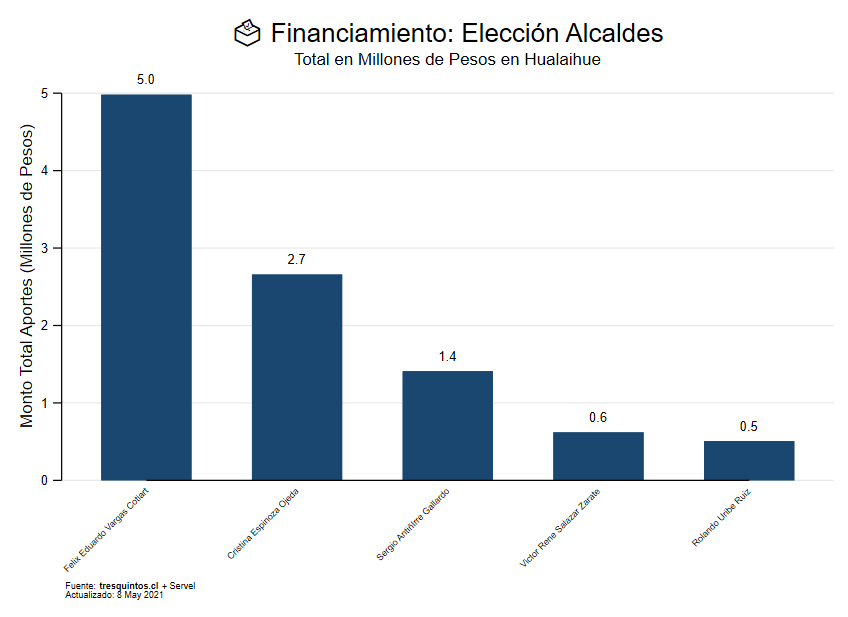 Financiamiento: Elección Alcaldes
Total en Millones de Pesos en Hualaihue
Monto Total Aportes (Millones de Pesos)
5
4
3
2
1
0
5.0
2.7
1.4
0.6
0.5
Felix Eduardo Vargas Cotiart
Cristina Espinoza Ojeda
Sergio Antiñirre Gallardo
Victor Rene Salazar Zarate
Rolando Uribe Ruiz
Fuente: tresquintos.cl + Servel
Actualizado: 8 May 2021